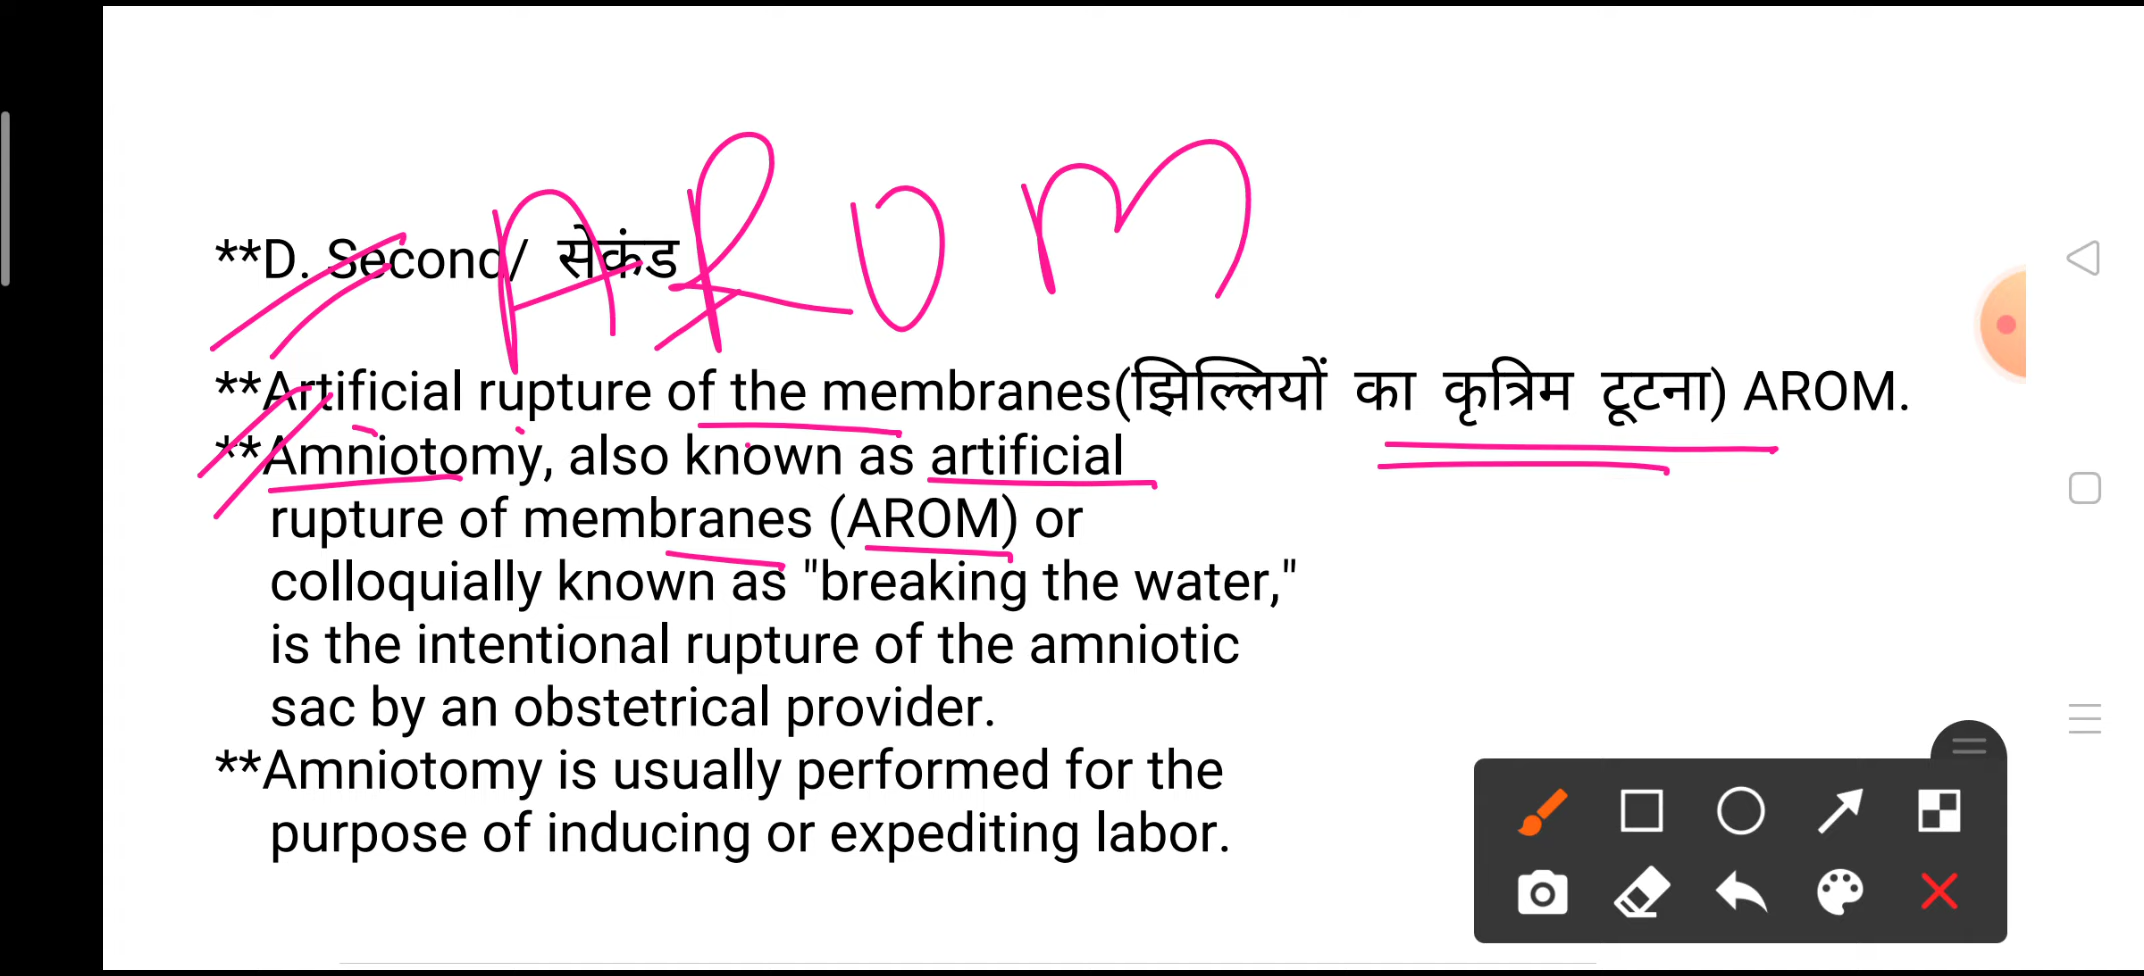 AROM
**D. Second/ सेकंड
**Artificial rupture of the membranes(झिल्लियों का कृत्रिम टूटना) AROM.
**Amniotomy, also known as artificial
rupture of membranes (AROM) or
colloquially known as "breaking the water,"
is the intentional rupture of the amniotic
sac by an obstetrical provider.
**Amniotomy is usually performed for the
purpose of inducing or expediting labor.